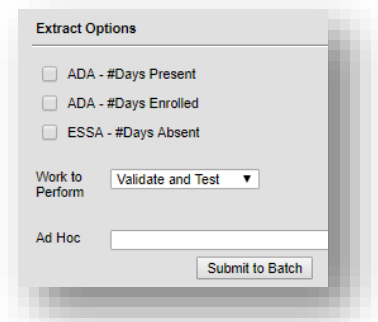 Extract Options
ADA - #Days Present
ADA - #Days Enrolled
ESSA - #Days Absent
Work to Perform Validate and Test
Ad Hoc
Submit to Batch